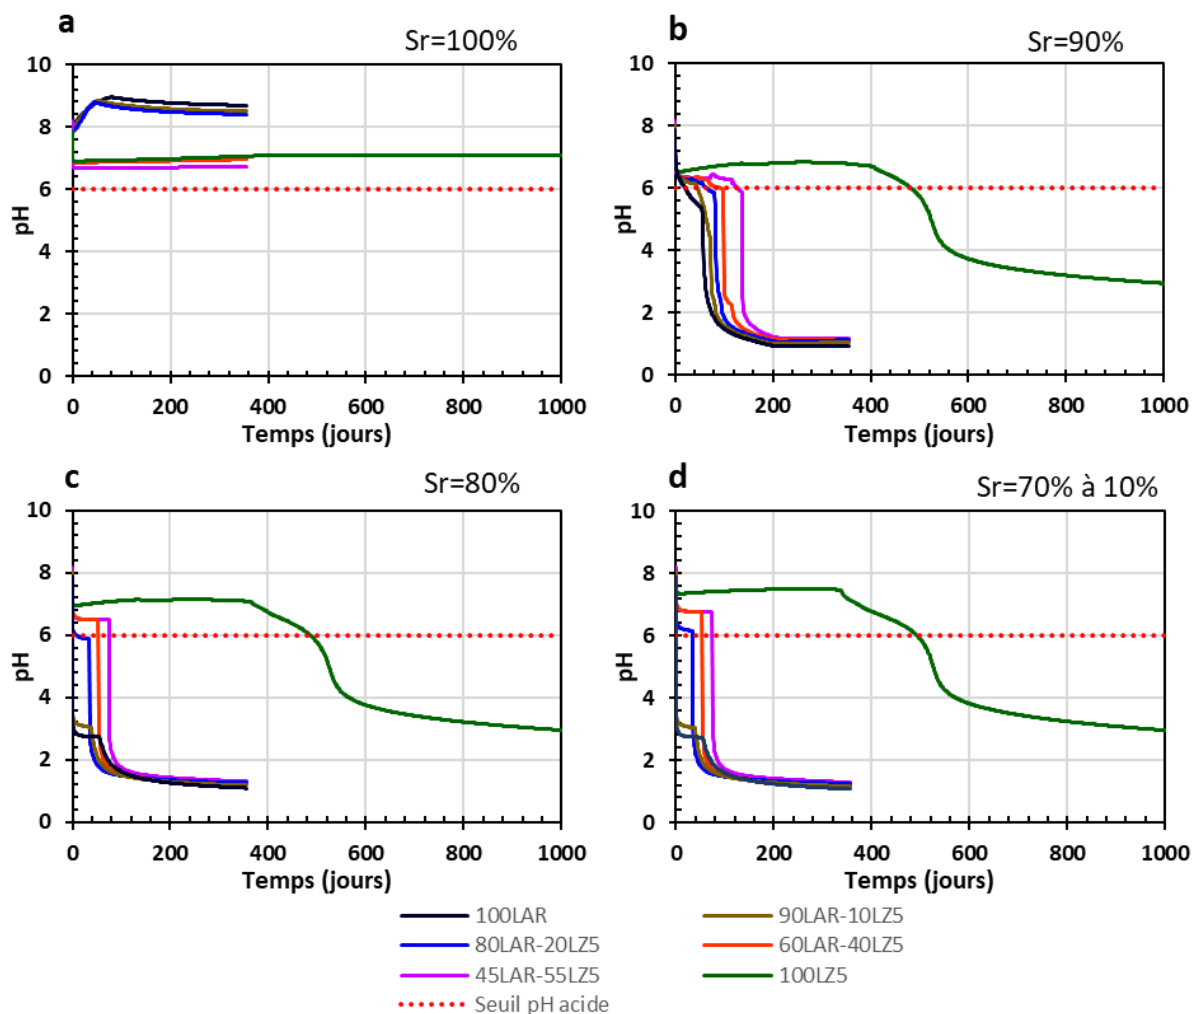 a
Sr=100%
b
Sr=90%
10
8
6
4
2
0
pH
0 200 400 600 800 1000
Temps (jours)
10
8
6
4
2
0
pH
0 200 400 600 800 1000
Temps (jours)
c
Sr=80%
d
Sr=70% à 10%
10
8
6
4
2
0
pH
0 200 400 600 800 1000
Temps (jours)
10
8
6
4
2
0
pH
0 200 400 600 800 1000
Temps (jours)
100LAR
90LAR-10LZ5
80LAR-20LZ5
60LAR-40LZ5
45LAR-55LZ5
100LZ5
Seuil pH acide